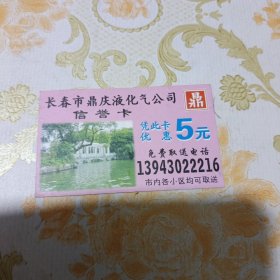 长春市鼎庆液化气公司
鼎
信誉卡
凭此卡
优惠5元
免费取送电话
13943022216
市内各小区均可取送